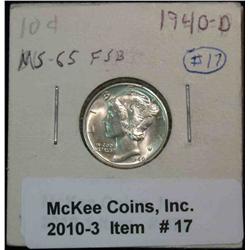 10¢ 1940-D
MS-65 FSB #17
McKee Coins, Inc.
2010-3 Item # 17